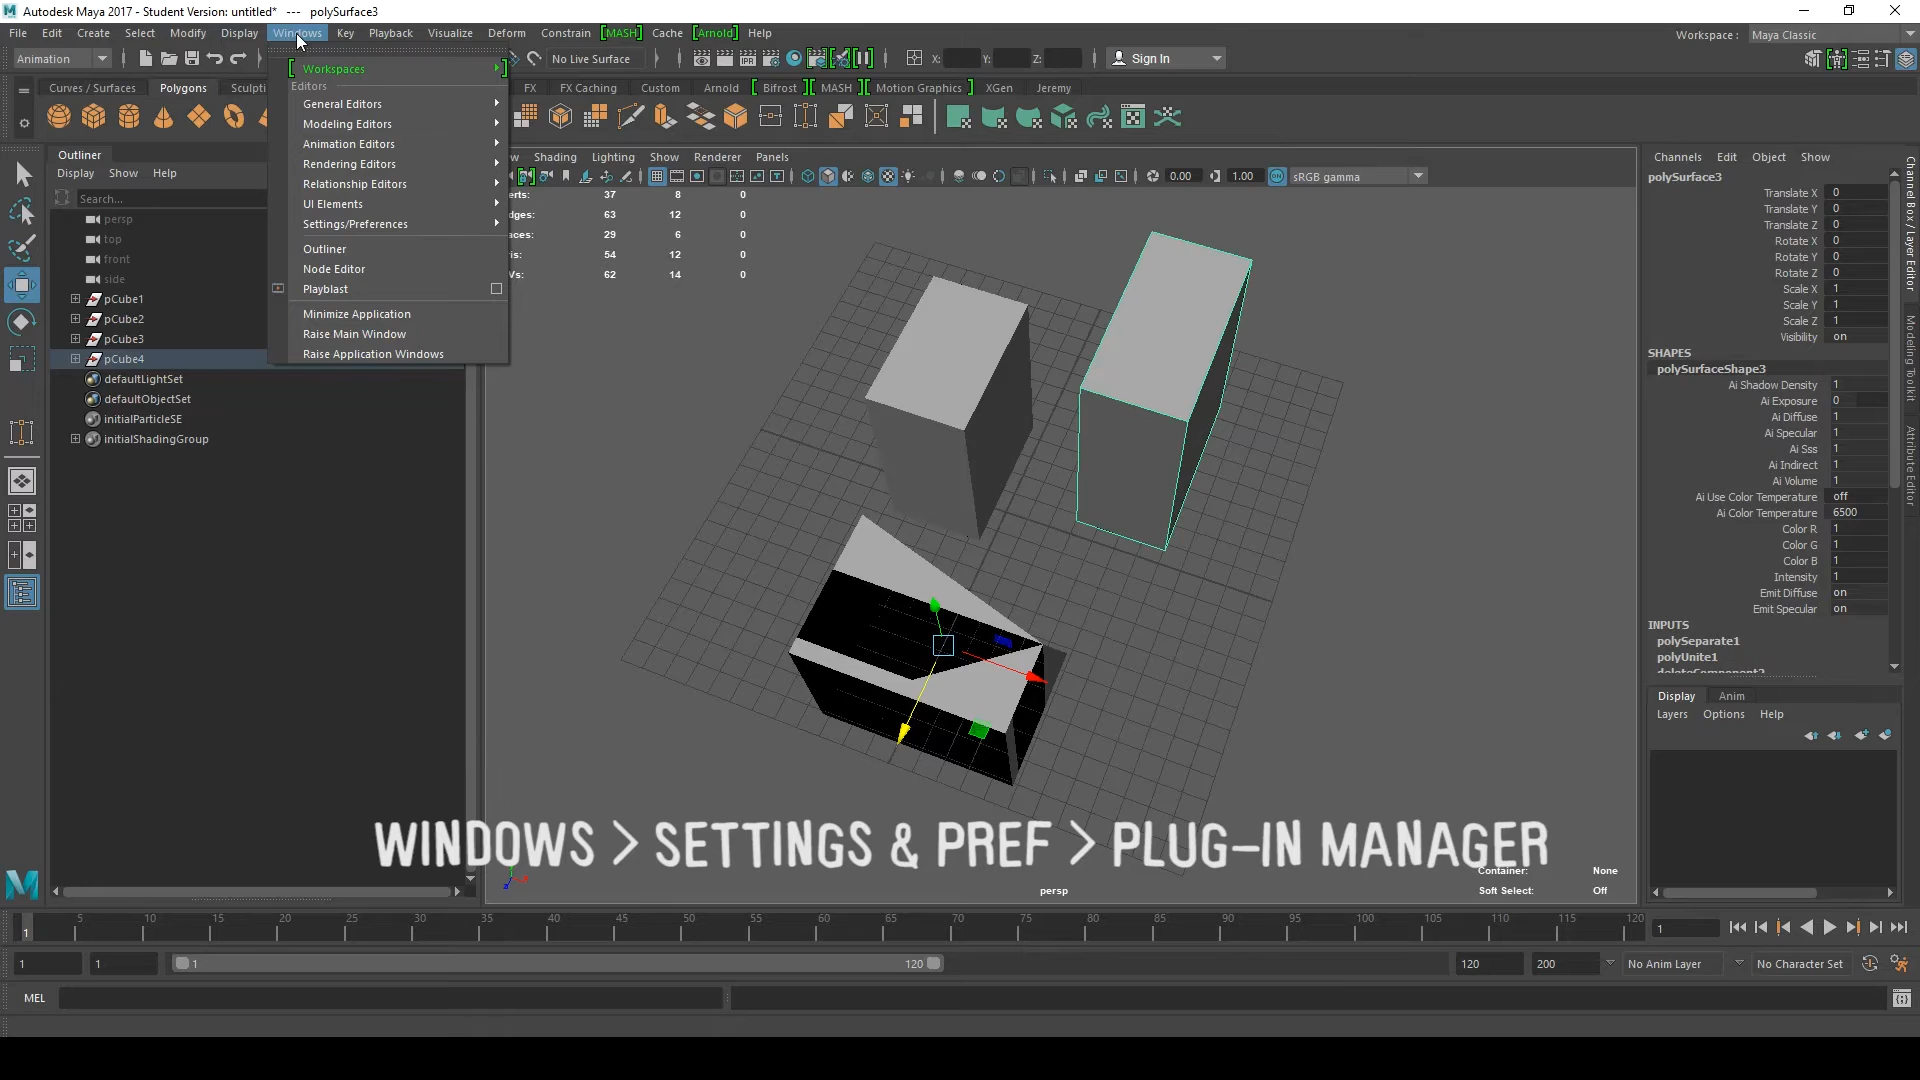 Autodesk Maya 2017 - Student Version: untitled* --- polySurface3
File Edit Create Select Modify Display Windows Key Playback Visualize Deform Constrain [MASH] Cache [Arnold] Help
Workspace : Maya Classic
Animation
No Live Surface
X: Y: Z:
Sign In
Curves / Surfaces Polygons Sculpti FX FX Caching Custom Arnold [ Bifrost ] [ MASH ] [ Motion Graphics ] XGen Jeremy
Workspaces
Editors
General Editors
Modeling Editors
Animation Editors
Rendering Editors
Relationship Editors
UI Elements
Settings/Preferences
Outliner
Node Editor
Playblast
Minimize Application
Raise Main Window
Raise Application Windows
Outliner
Display Show Help
Search...
persp
top
front
side
pCube1
pCube2
pCube3
pCube4
defaultLightSet
defaultObjectSet
initialParticleSE
initialShadingGroup
w Shading Lighting Show Renderer Panels
IPR
0.00 1.00 sRGB gamma
erts: 37 8 0
dges: 63 12 0
aces: 29 6 0
ris: 54 12 0
Vs: 62 14 0
WINDOWS > SETTINGS & PREF > PLUG-IN MANAGER
persp
Container: None
Soft Select: Off
Channels Edit Object Show
polySurface3
Translate X 0
Translate Y 0
Translate Z 0
Rotate X 0
Rotate Y 0
Rotate Z 0
Scale X 1
Scale Y 1
Scale Z 1
Visibility on
SHAPES
polySurfaceShape3
Ai Shadow Density 1
Ai Exposure 0
Ai Diffuse 1
Ai Specular 1
Ai Sss 1
Ai Indirect 1
Ai Volume 1
Ai Use Color Temperature off
Ai Color Temperature 6500
Color R 1
Color G 1
Color B 1
Intensity 1
Emit Diffuse on
Emit Specular on
INPUTS
polySeparate1
polyUnite1
Channel Box / Layer Editor
Modeling Toolkit
Attribute Editor
Display Anim
Layers Options Help
1 5 10 15 20 25 30 35 40 45 50 55 60 65 70 75 80 85 90 95 100 105 110 115 120
1
1 1 1 120 120 200 No Anim Layer No Character Set
MEL